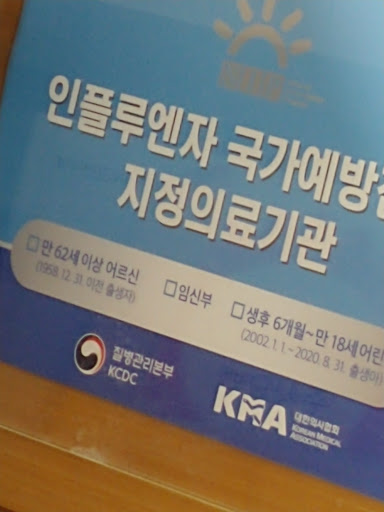 인플루엔자 국가예방
지정의료기관
□ 만 62세 이상 어르신
(1958. 12. 31. 이전 출생자)
□ 임신부
□ 생후 6개월~만 18세 어린
(2002. 1. 1.~2020. 8. 31. 출생아
질병관리본부
KCDC
KMA 대한의사협회
KOREAN MEDICAL
ASSOCIATION